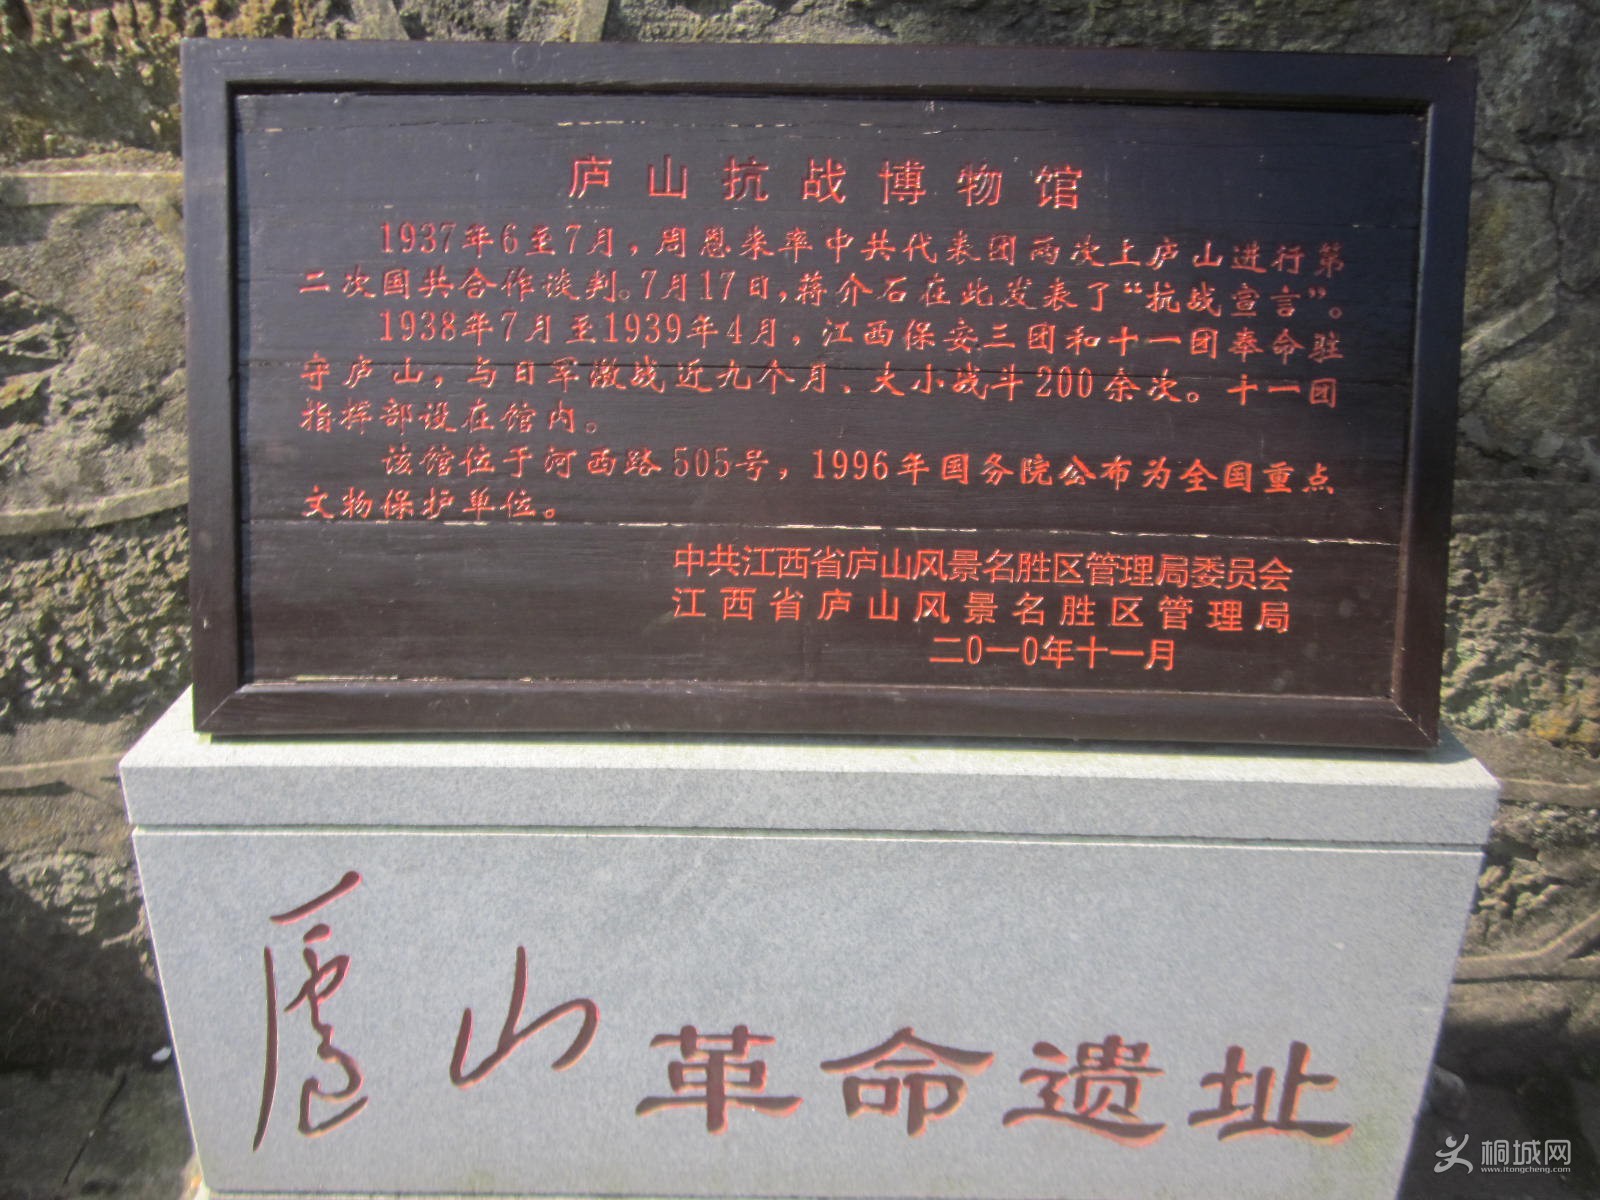 庐山抗战博物馆
1937年6至7月，周恩来率中共代表团两次上庐山进行第
二次国共合作谈判。7月17日，蒋介石在此发表了“抗战宣言”。
1938年7月至1939年4月，江西保安三团和十一团奉命驻
守庐山，与日军激战近九个月、大小战斗200余次。十一团
指挥部设在馆内。
该馆位于河西路505号，1996年国务院公布为全国重点
文物保护单位。
中共江西省庐山风景名胜区管理局委员会
江西省庐山风景名胜区管理局
二0一0年十一月
庐山革命遗址
桐城网
www.itongcheng.com